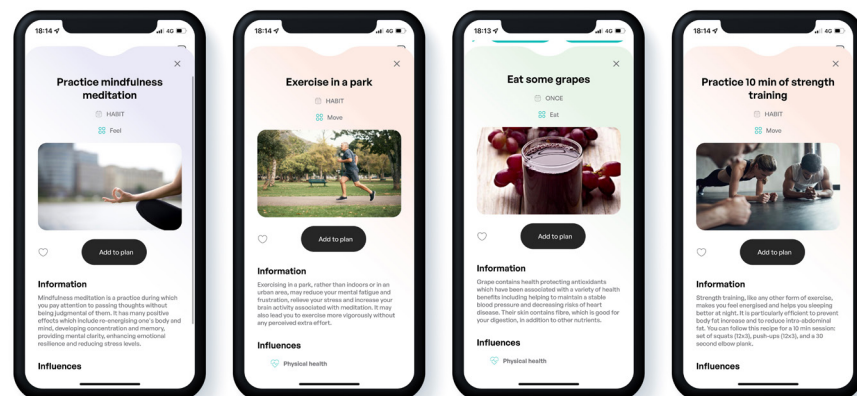 18:14
4G
Practice mindfulness
meditation
HABIT
Feel
Add to plan
Information
Mindfulness meditation is a practice during which
you pay attention to passing thoughts without
being judgmental of them. It has many positive
effects which include re-energising one's body and
mind, developing concentration and memory,
providing mental clarity, enhancing emotional
resilience and reducing stress levels.
Influences
18:14
4G
Exercise in a park
HABIT
Move
Add to plan
Information
Exercising in a park, rather than indoors or in an
urban area, may reduce your mental fatigue and
frustration, relieve your stress and increase your
brain activity associated with meditation. It may
also lead you to exercise more vigorously without
any perceived extra effort.
Influences
Physical health
18:13
4G
Eat some grapes
ONCE
Eat
Add to plan
Information
Grape contains health protecting antioxidants
which have been associated with a variety of health
benefits including helping to maintain a stable
blood pressure and decreasing risks of heart
disease. Their skin contains fibre, which is good for
your digestion, in addition to other nutrients.
Influences
Physical health
18:14
4G
Practice 10 min of strength
training
HABIT
Move
Add to plan
Information
Strength training, like any other form of exercise,
makes you feel energised and helps you sleeping
better at night. It is particularly efficient to prevent
body fat increase and to reduce intra-abdominal
fat. You can follow this recipe for a 10 min session:
set of squats (12x3), push-ups (12x3), and a 30
second elbow plank.
Influences